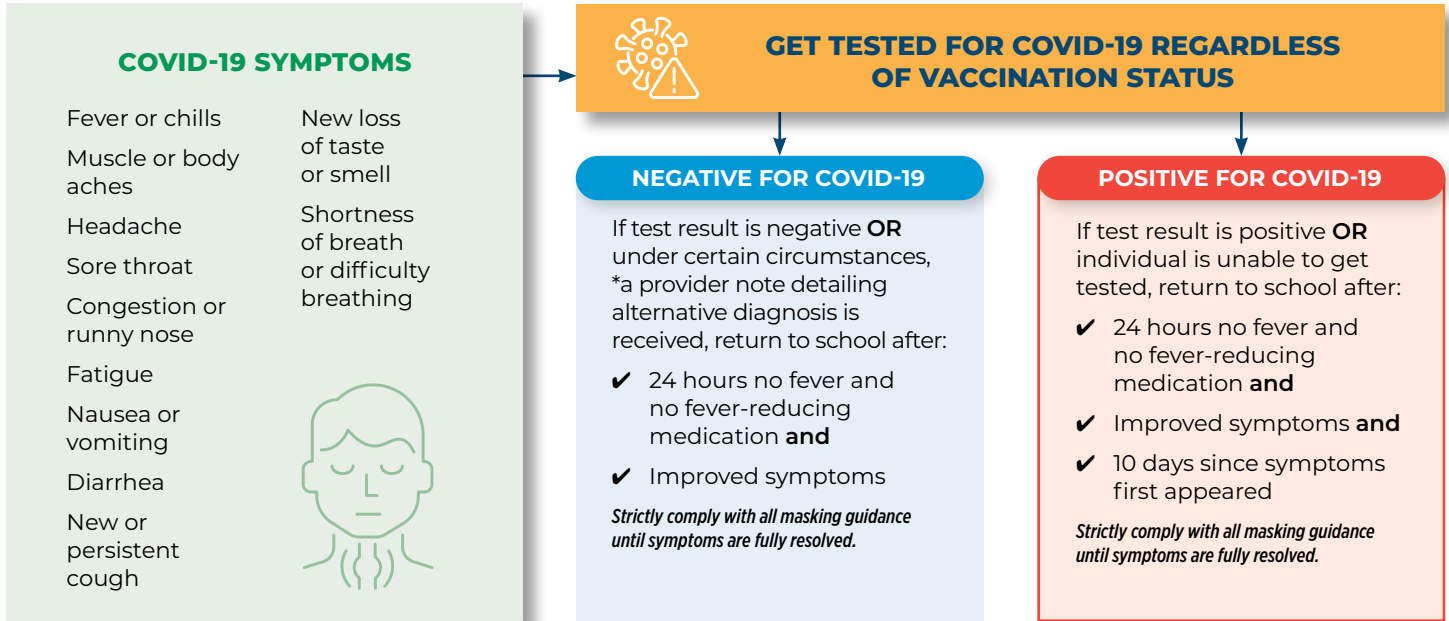 COVID-19 SYMPTOMS
Fever or chills
Muscle or body
aches
Headache
Sore throat
Congestion or
runny nose
Fatigue
Nausea or
vomiting
Diarrhea
New or
persistent
cough
New loss
of taste
or smell
Shortness
of breath
or difficulty
breathing
GET TESTED FOR COVID-19 REGARDLESS
OF VACCINATION STATUS
NEGATIVE FOR COVID-19
If test result is negative OR
under certain circumstances,
*a provider note detailing
alternative diagnosis is
received, return to school after:
✔ 24 hours no fever and
no fever-reducing
medication and
✔ Improved symptoms
Strictly comply with all masking guidance
until symptoms are fully resolved.
POSITIVE FOR COVID-19
If test result is positive OR
individual is unable to get
tested, return to school after:
✔ 24 hours no fever and
no fever-reducing
medication and
✔ Improved symptoms and
✔ 10 days since symptoms
first appeared
Strictly comply with all masking guidance
until symptoms are fully resolved.